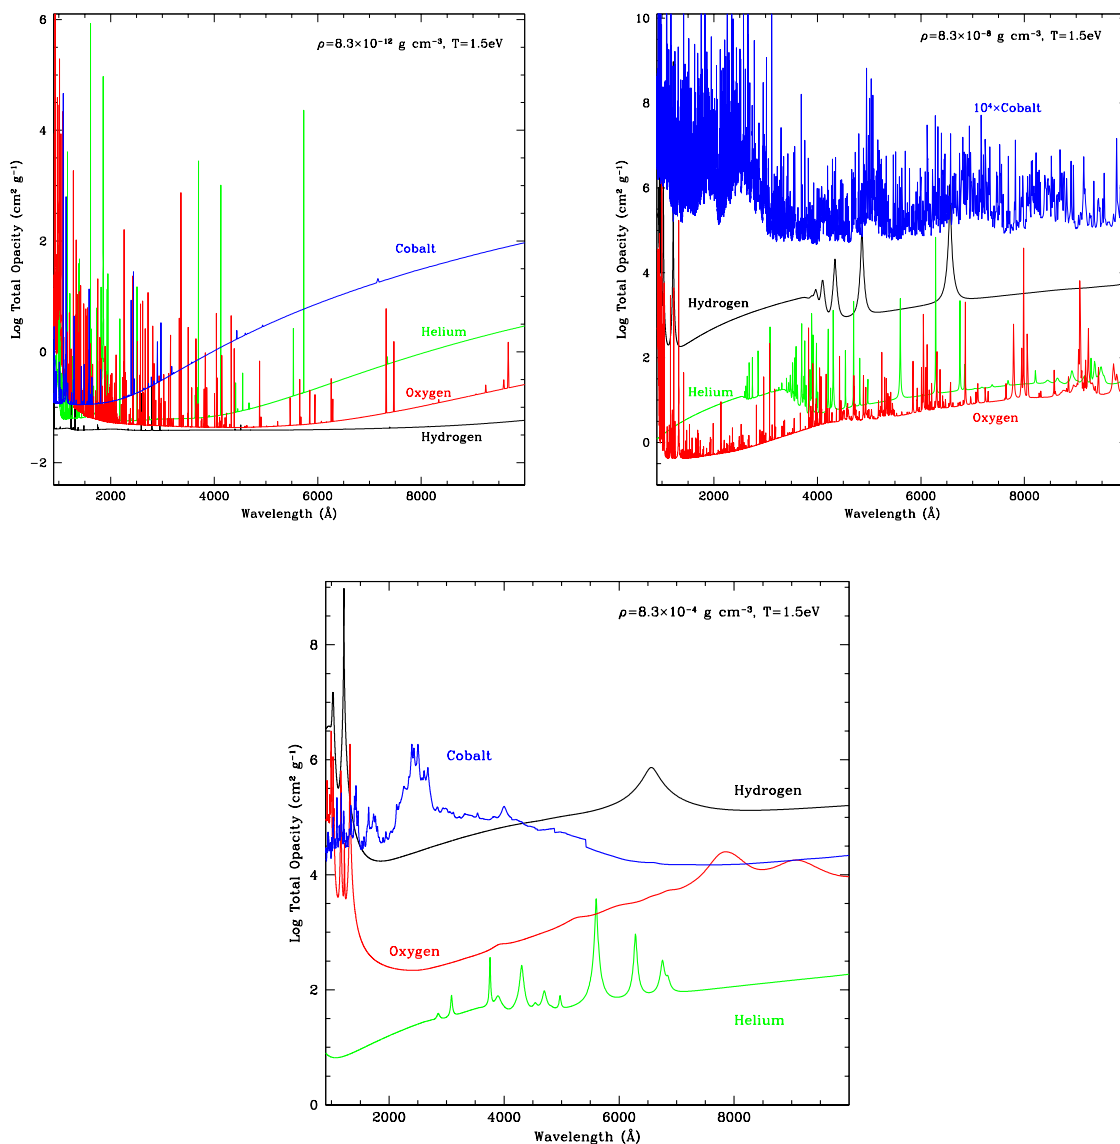 ρ=8.3×10⁻¹² g cm⁻³, T=1.5eV
Log Total Opacity (cm² g⁻¹)
6
4
2
0
−2
Cobalt
Helium
Oxygen
Hydrogen
2000 4000 6000 8000
Wavelength (Å)
ρ=8.3×10⁻⁸ g cm⁻³, T=1.5eV
Log Total Opacity (cm² g⁻¹)
10
8
6
4
2
0
10⁴×Cobalt
Hydrogen
Helium
Oxygen
2000 4000 6000 8000
Wavelength (Å)
ρ=8.3×10⁻⁴ g cm⁻³, T=1.5eV
Log Total Opacity (cm² g⁻¹)
8
6
4
2
0
Cobalt
Hydrogen
Oxygen
Helium
2000 4000 6000 8000
Wavelength (Å)